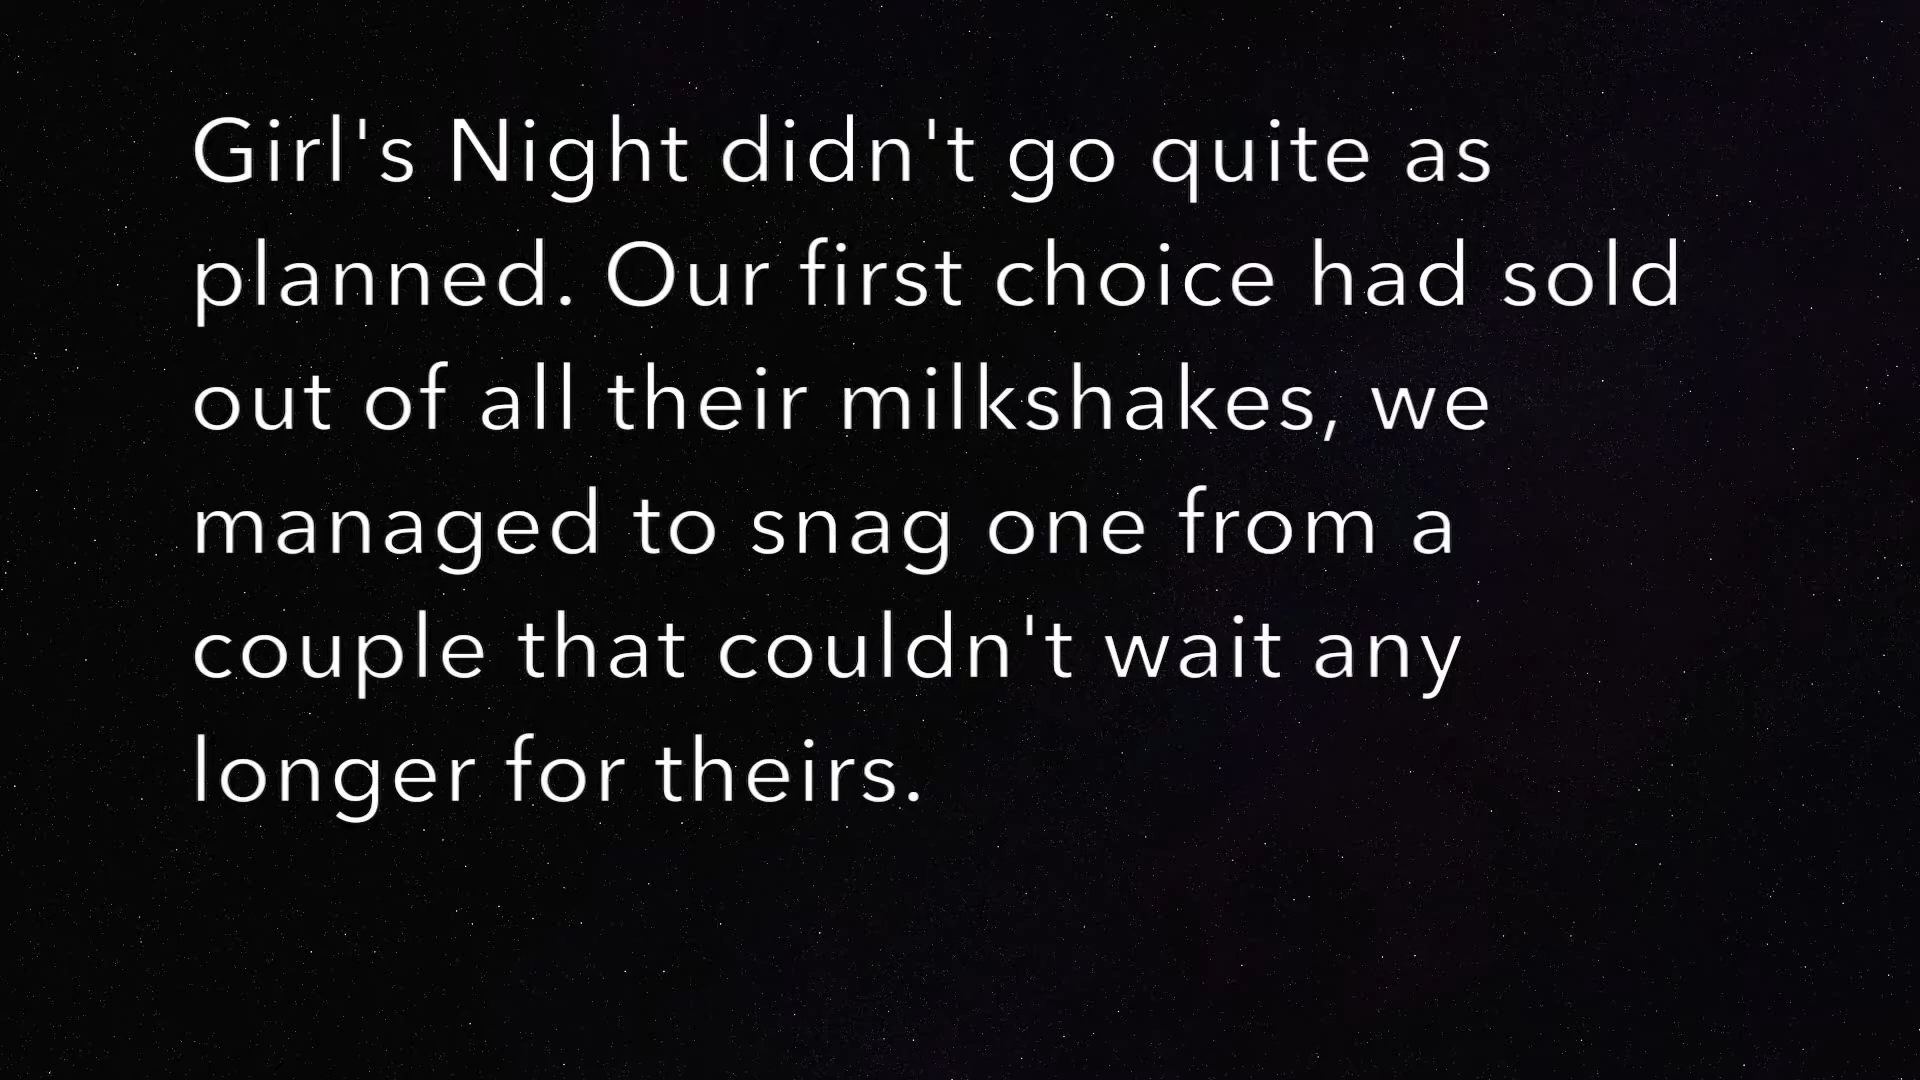 Girl's Night didn't go quite as
planned. Our first choice had sold
out of all their milkshakes, we
managed to snag one from a
couple that couldn't wait any
longer for theirs.